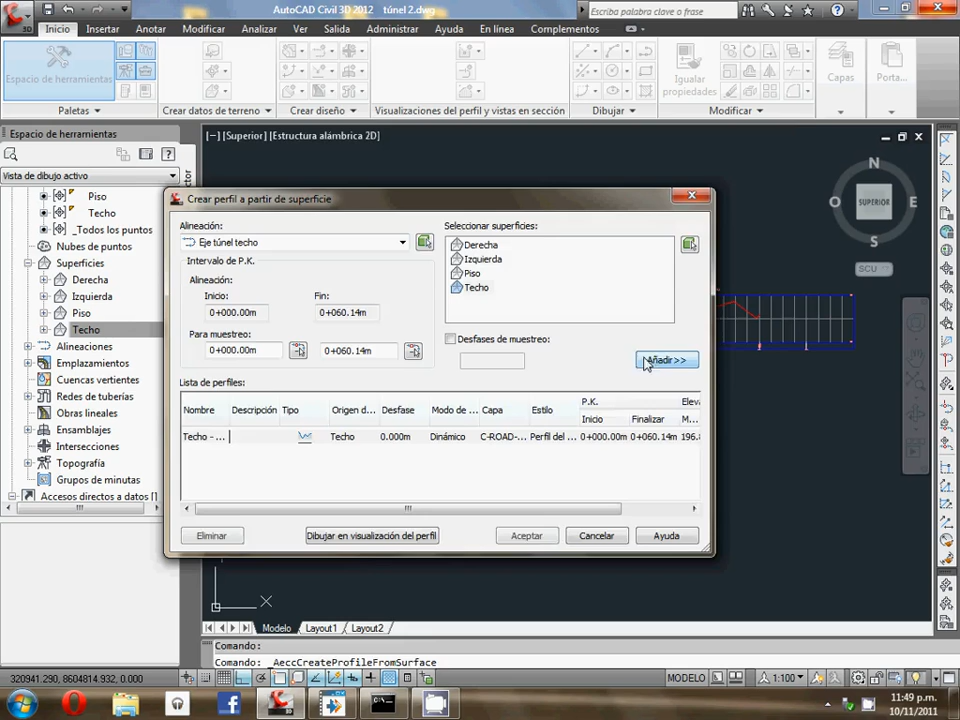 AutoCAD Civil 3D 2012 túnel 2.dwg
Escriba palabra clave o frase
Inicio Insertar Anotar Modificar Analizar Ver Salida Administrar Ayuda En línea Complementos
Espacio de herramientas
Igualar propiedades
Capas
Porta...
Paletas
Crear datos de terreno
Crear diseño
Visualizaciones del perfil y vistas en sección
Dibujar
Modificar
Espacio de herramientas
Vista de dibujo activo
Piso
Techo
_Todos los puntos
Nubes de puntos
Superficies
Derecha
Izquierda
Piso
Techo
Alineaciones
Emplazamientos
Cuencas vertientes
Redes de tuberías
Obras lineales
Ensamblajes
Intersecciones
Topografía
Grupos de minutas
Accesos directos a datos []
[−] [Superior] [Estructura alámbrica 2D]
N
O SUPERIOR E
S
SCU
Crear perfil a partir de superficie
Alineación:
Eje túnel techo
Intervalo de P.K.
Alineación:
Inicio: Fin:
0+000.00m 0+060.14m
Para muestreo:
0+000.00m 0+060.14m
Seleccionar superficies:
Derecha
Izquierda
Piso
Techo
Desfases de muestreo:
Añadir >>
Lista de perfiles:
Nombre Descripción Tipo Origen d... Desfase Modo de ... Capa Estilo P.K. Inicio Finalizar Elev M...
Techo - ... Techo 0.000m Dinámico C-ROAD-... Perfil del ... 0+000.00m 0+060.14m 196.
Eliminar Dibujar en visualización del perfil Aceptar Cancelar Ayuda
Modelo Layout1 Layout2
Comando:
Comando: _AeccCreateProfileFromSurface
320941.290, 8604814.932, 0.000
MODELO
1:100
11:49 p.m.
10/11/2011